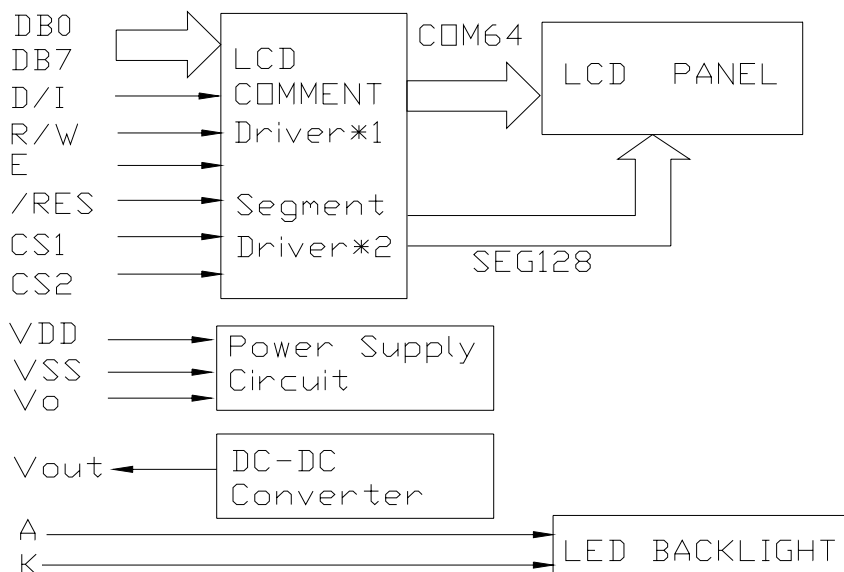 DB0
DB7
D/I
R/W
E
/RES
CS1
CS2
LCD
COMMENT
Driver*1
Segment
Driver*2
COM64
LCD PANEL
SEG128
VDD
VSS
Vo
Power Supply
Circuit
Vout
DC-DC
Converter
A
K
LED BACKLIGHT